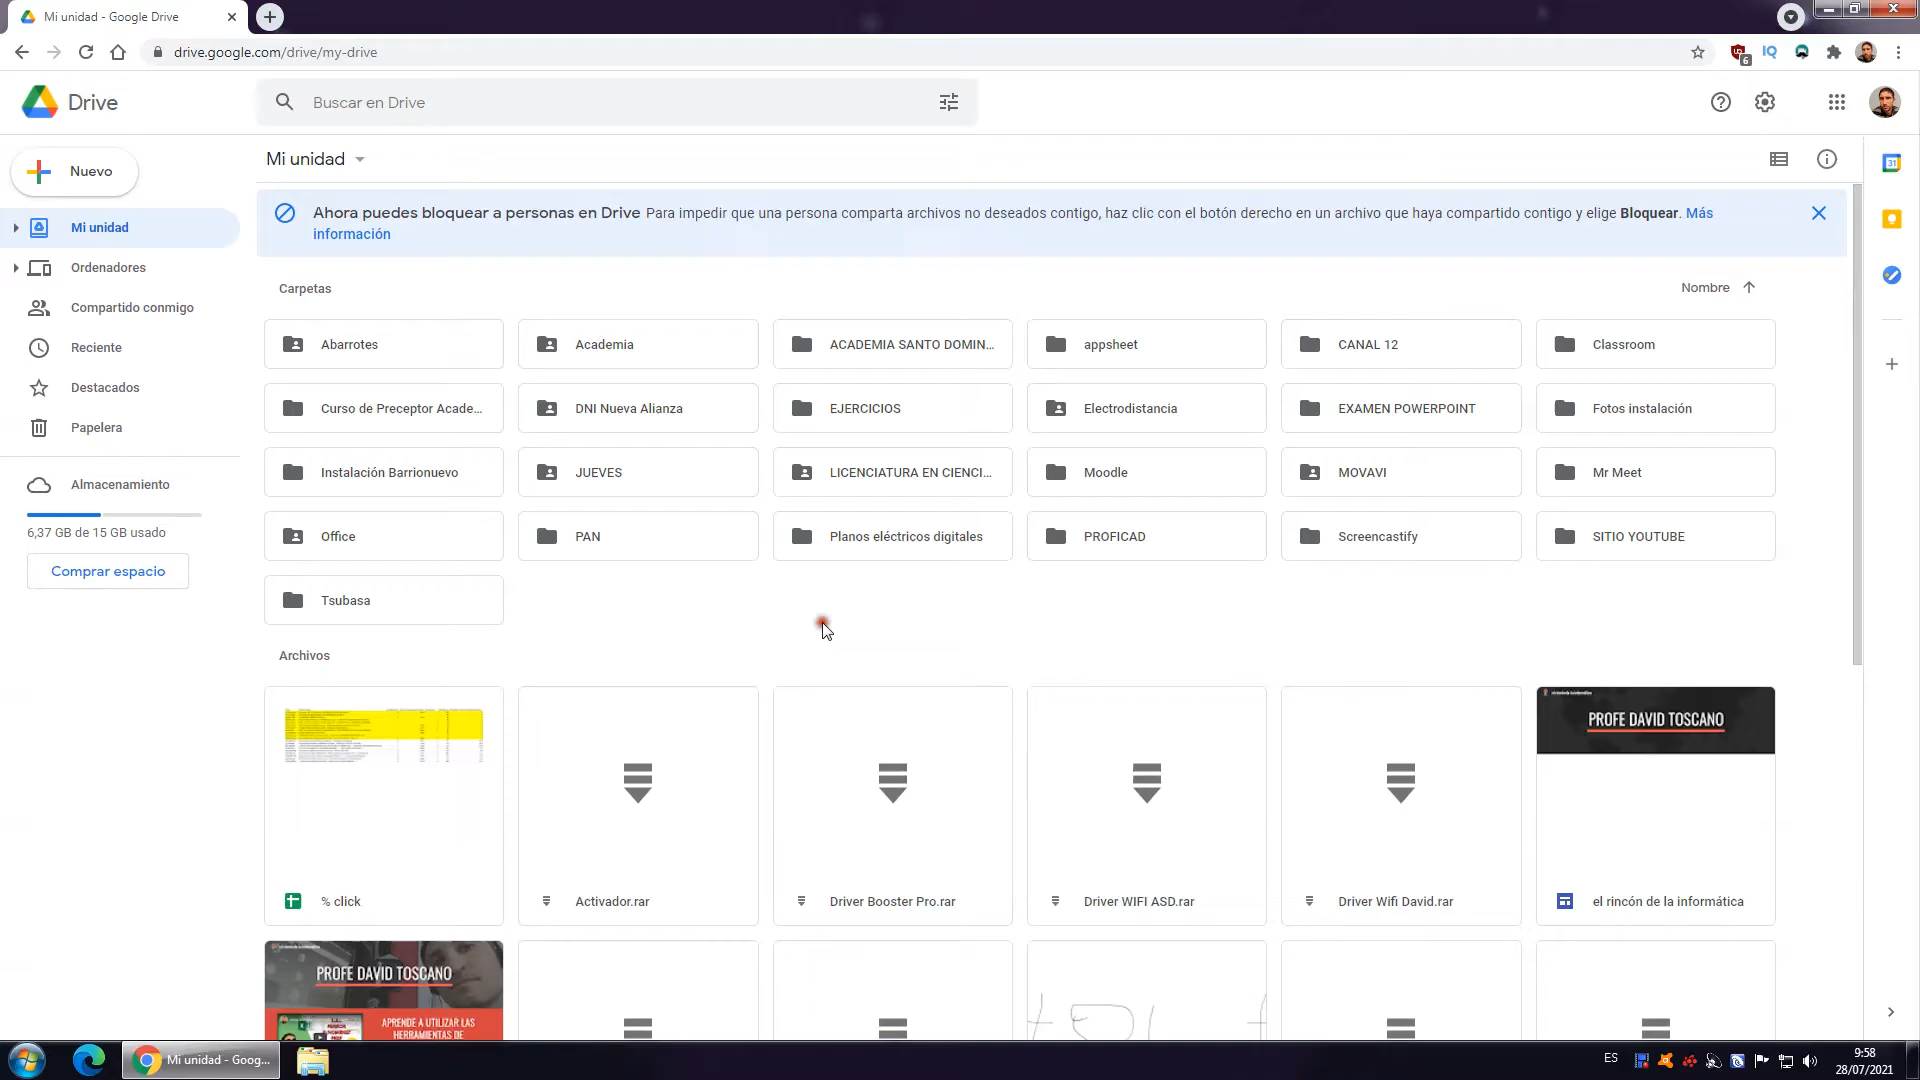 Mi unidad - Google Drive
drive.google.com/drive/my-drive
6
IQ
Drive
Buscar en Drive
Nuevo
Mi unidad
Ordenadores
Compartido conmigo
Reciente
Destacados
Papelera
Almacenamiento
6,37 GB de 15 GB usado
Comprar espacio
Mi unidad
Ahora puedes bloquear a personas en Drive Para impedir que una persona comparta archivos no deseados contigo, haz clic con el botón derecho en un archivo que haya compartido contigo y elige Bloquear. Más
información
Carpetas
Nombre
Abarrotes
Academia
ACADEMIA SANTO DOMIN...
appsheet
CANAL 12
Classroom
Curso de Preceptor Acade...
DNI Nueva Alianza
EJERCICIOS
Electrodistancia
EXAMEN POWERPOINT
Fotos instalación
Instalación Barrionuevo
JUEVES
LICENCIATURA EN CIENCI...
Moodle
MOVAVI
Mr Meet
Office
PAN
Planos eléctricos digitales
PROFICAD
Screencastify
SITIO YOUTUBE
Tsubasa
Archivos
PROFE DAVID TOSCANO
% click
Activador.rar
Driver Booster Pro.rar
Driver WIFI ASD.rar
Driver Wifi David.rar
el rincón de la informática
PROFE DAVID TOSCANO
APRENDE A UTILIZAR LAS
HERRAMIENTAS DE
31
Mi unidad - Goog...
ES
9:58
28/07/2021